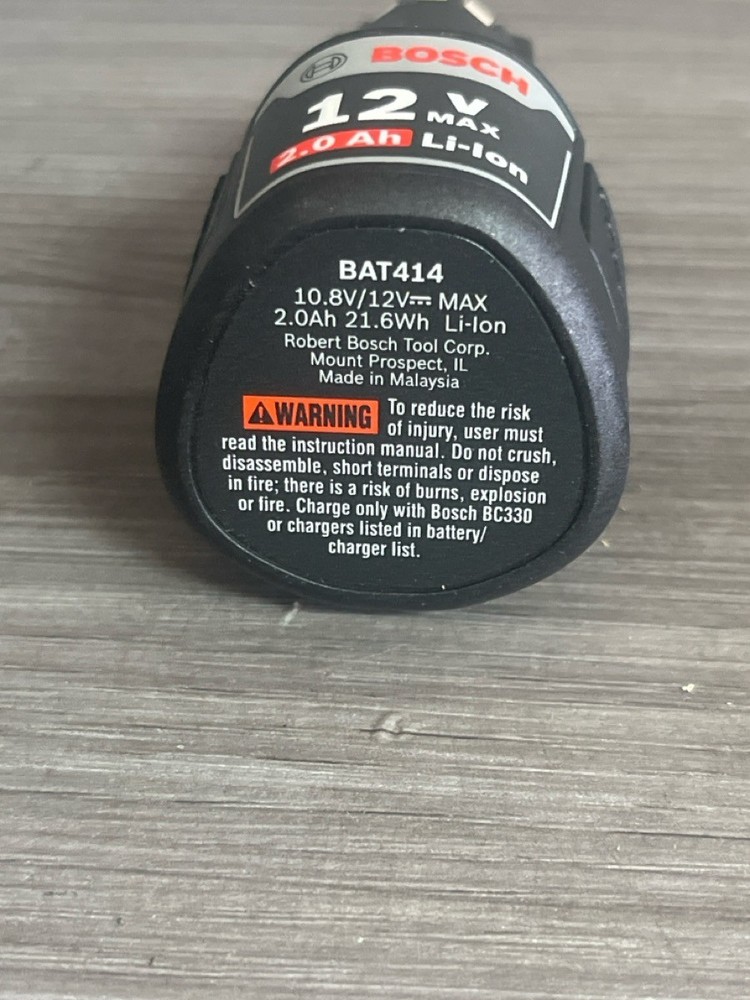 BOSCH
12 V MAX
2.0 Ah Li-Ion
BAT414
10.8V/12V⎓ MAX
2.0Ah 21.6Wh Li-Ion
Robert Bosch Tool Corp.
Mount Prospect, IL
Made in Malaysia
WARNING To reduce the risk
of injury, user must
read the instruction manual. Do not crush,
disassemble, short terminals or dispose
in fire; there is a risk of burns, explosion
or fire. Charge only with Bosch BC330
or chargers listed in battery/
charger list.